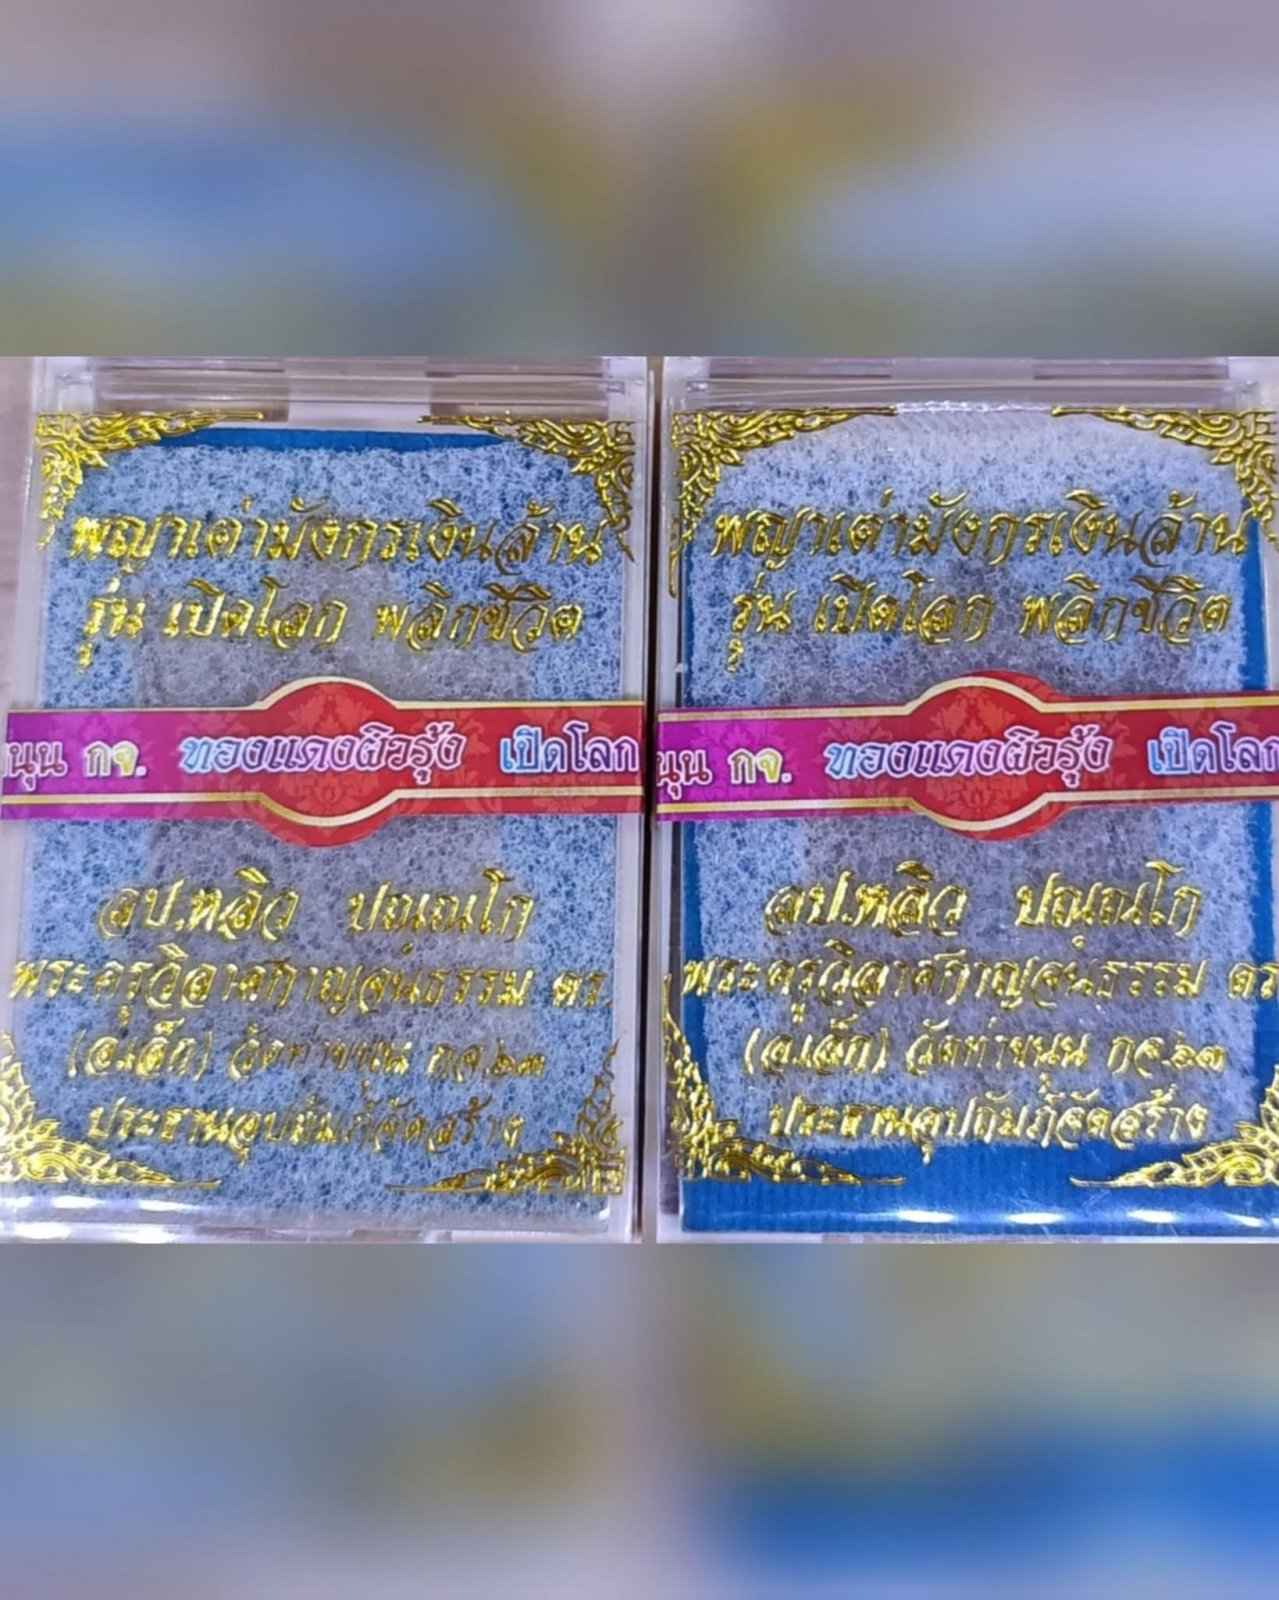 พญาเต่ามังกรเงินล้าน
รุ่น เปิดโลก พลิกชีวิต
นุน กจ. ทองแดงผิวรุ้ง เปิดโลก
ลป.หลิว ปณฺณโก
พระครูวิลาศกาญจนธรรม ดร.
(อ.เล็ก) วัดท่าขนุน กจ.๖๓
ประธานอุปถัมภ์จัดสร้าง
พญาเต่ามังกรเงินล้าน
รุ่น เปิดโลก พลิกชีวิต
นุน กจ. ทองแดงผิวรุ้ง เปิดโลก
ลป.หลิว ปณฺณโก
พระครูวิลาศกาญจนธรรม ดร
(อ.เล็ก) วัดท่าขนุน กจ.๖๓
ประธานอุปถัมภ์จัดสร้าง